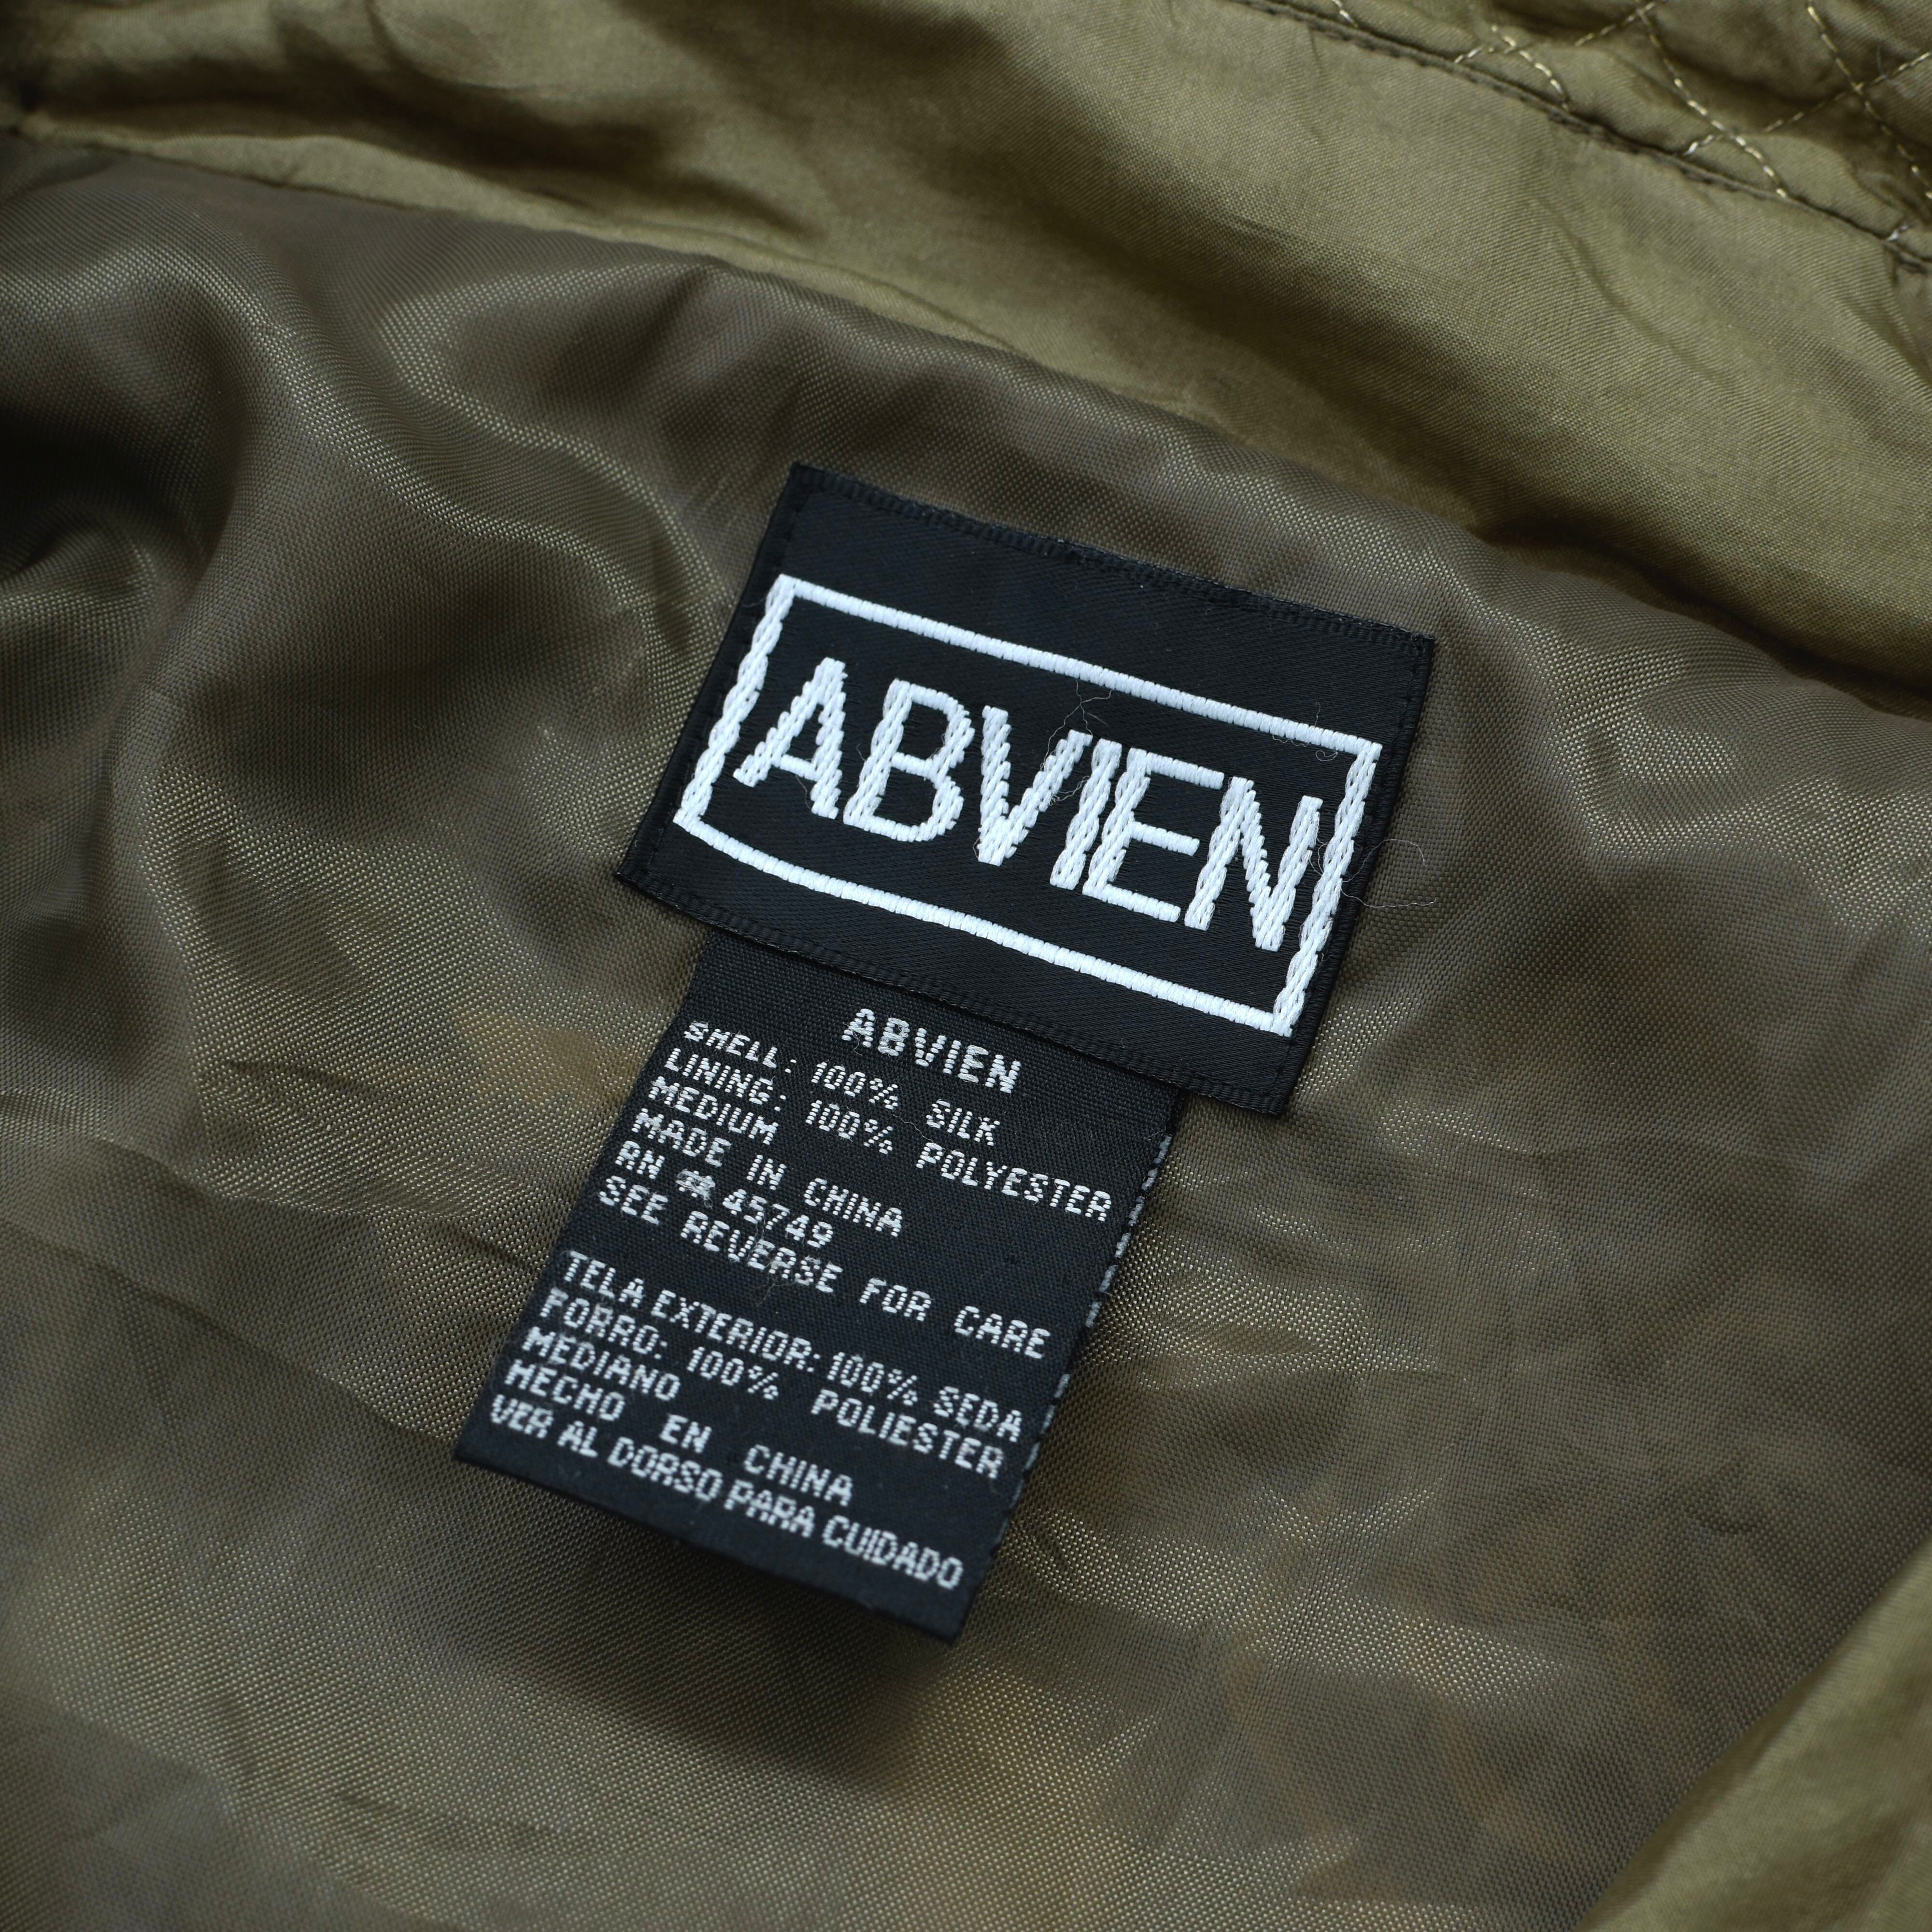 ABVIEN
ABVIEN
SHELL: 100% SILK
LINING: 100% POLYESTER
MEDIUM
MADE IN CHINA
RN # 45749
SEE REVERSE FOR CARE
TELA EXTERIOR: 100% SEDA
FORRO: 100% POLIESTER
MEDIANO
HECHO EN CHINA
VER AL DORSO PARA CUIDADO